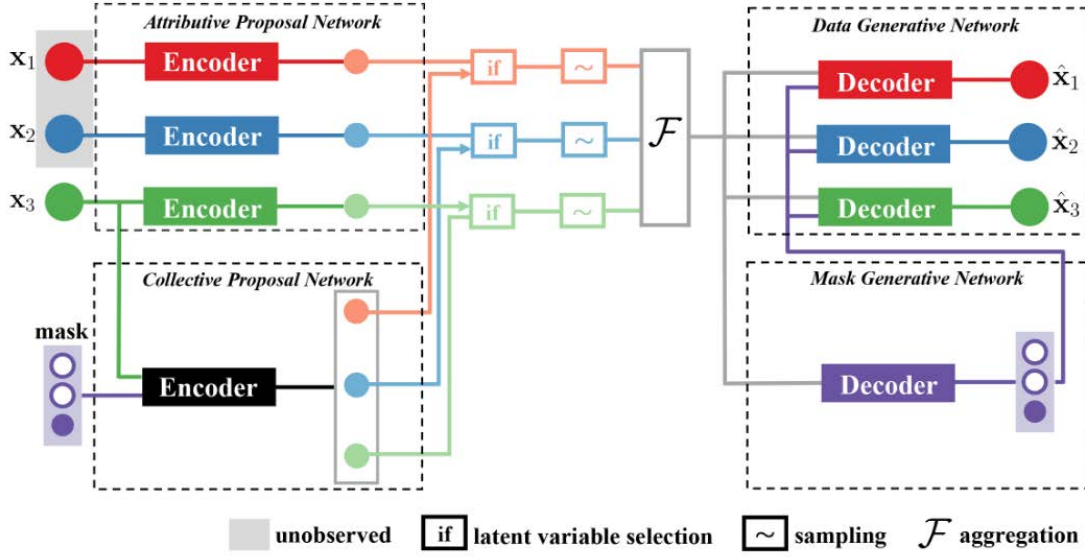 Attributive Proposal Network
Data Generative Network
x₁ Encoder if ~ Decoder x̂₁
x₂ Encoder if ~ F Decoder x̂₂
x₃ Encoder if ~ Decoder x̂₃
Collective Proposal Network
Mask Generative Network
mask
Encoder
Decoder
unobserved if latent variable selection ~ sampling F aggregation